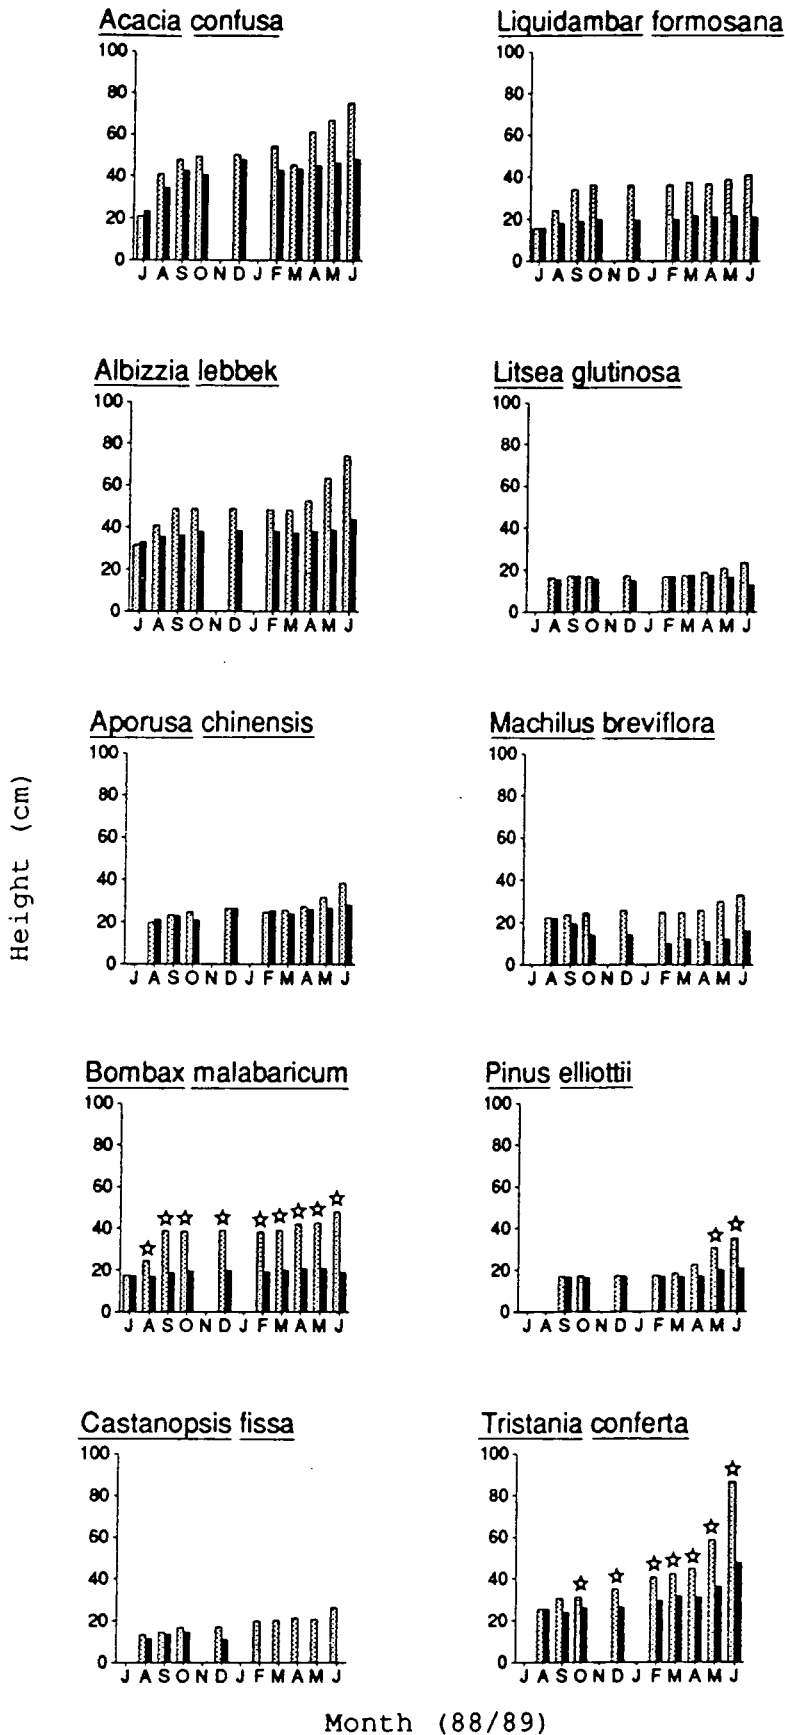 Acacia confusa
100
80
60
40
20
0
J A S O N D J F M A M J
Liquidambar formosana
100
80
60
40
20
0
J A S O N D J F M A M J
Albizzia lebbek
100
80
60
40
20
0
J A S O N D J F M A M J
Litsea glutinosa
100
80
60
40
20
0
J A S O N D J F M A M J
Aporusa chinensis
100
80
60
40
20
0
J A S O N D J F M A M J
Machilus breviflora
100
80
60
40
20
0
J A S O N D J F M A M J
Height (cm)
Bombax malabaricum
100
80
60
40
20
0
J A S O N D J F M A M J
Pinus elliottii
100
80
60
40
20
0
J A S O N D J F M A M J
Castanopsis fissa
100
80
60
40
20
0
J A S O N D J F M A M J
Tristania conferta
100
80
60
40
20
0
J A S O N D J F M A M J
Month (88/89)